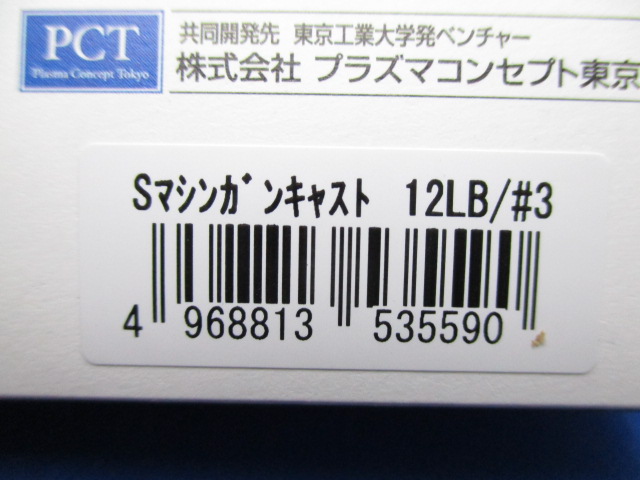 PCT
Plasma Concept Tokyo
共同開発先 東京工業大学発ベンチャー
株式会社 プラズマコンセプト東京
Sﾏｼﾝｶﾞﾝｷｬｽﾄ 12LB/#3
4 968813 535590